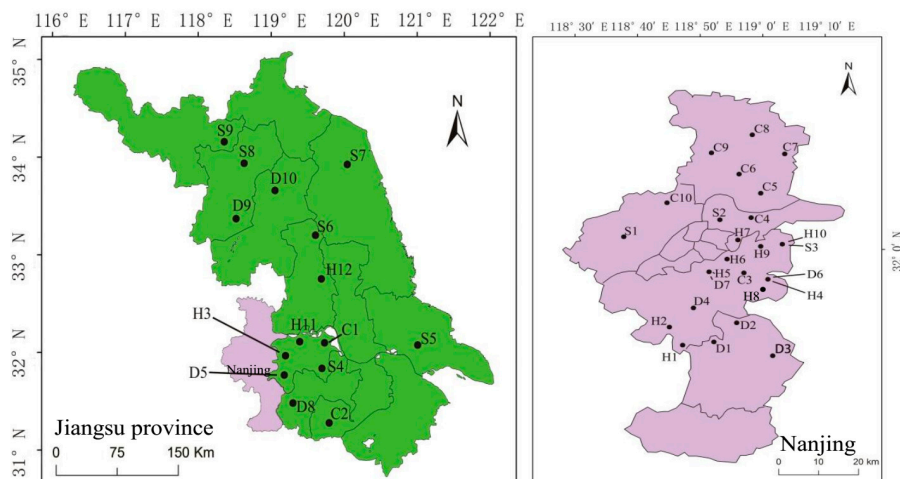 116° E 117° E 118° E 119° E 120° E 121° E 122° E
35° N
34° N
33° N
32° N
31° N
N
S9
S8
S7
D10
D9
S6
H12
H3
H11
C1
S5
D5
Nanjing
S4
D8
C2
Jiangsu province
0 75 150 Km
118° 30′ E 118° 50′ E 119° 0′ E 119° 10′ E
32° 0′ N
N
C8
C9
C7
C6
C5
C10
S2
C4
S1
H7
H10
S3
H9
H6
H5
C3
D6
D7
H8
H4
D4
H2
D2
H1
D1
D3
Nanjing
0 10 20 km